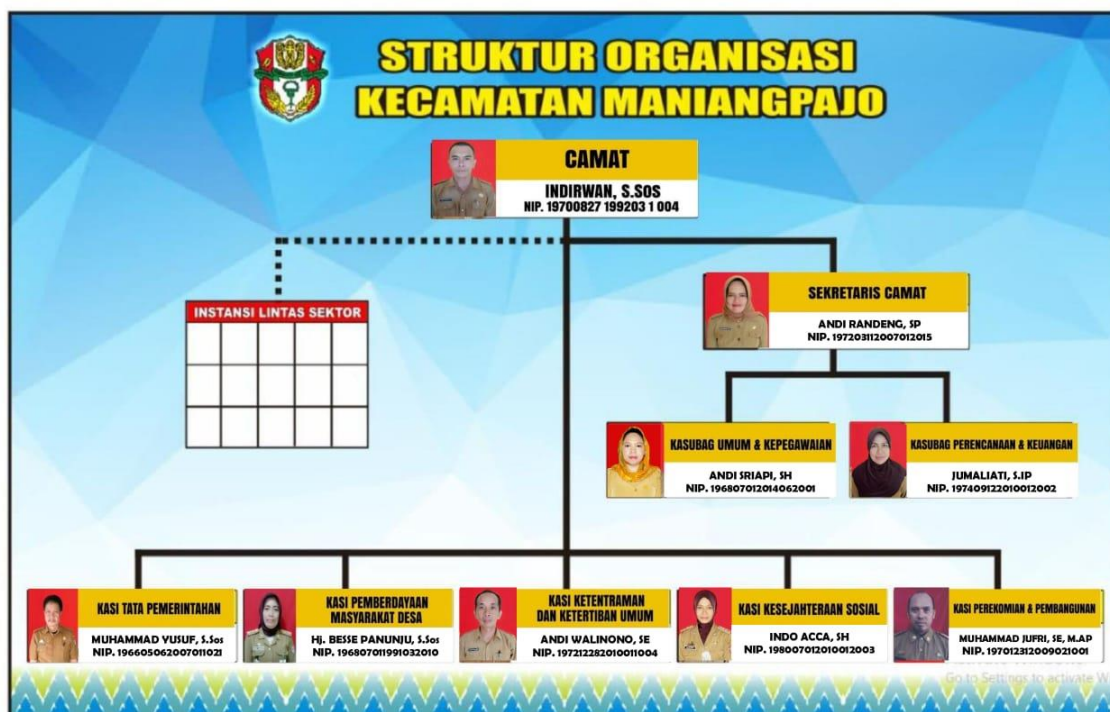 STRUKTUR ORGANISASI
KECAMATAN MANIANGPAJO
CAMAT
INDIRWAN, S.Sos
NIP. 19700827 199203 1 004
INSTANSI LINTAS SEKTOR
SEKRETARIS CAMAT
ANDI RANDENG, SP
NIP. 197203112007012015
KASUBAG UMUM & KEPEGAWAIAN
ANDI SRIAPI, SH
NIP. 196807012014062001
KASUBAG PERENCANAAN & KEUANGAN
JUMALIATI, S.IP
NIP. 197409122010012002
KASI TATA PEMERINTAHAN
MUHAMMAD YUSUF, S.Sos
NIP. 196605062007011021
KASI PEMBERDAYAAN
MASYARAKAT DESA
Hj. BESSE PANUNJU, S.Sos
NIP. 196807011991032010
KASI KETENTRAMAN
DAN KETERTIBAN UMUM
ANDI WALINONO, SE
NIP. 197212282010011004
KASI KESEJAHTERAAN SOSIAL
INDO ACCA, SH
NIP. 198007012010012003
KASI PEREKOMIAN & PEMBANGUNAN
MUHAMMAD JUFRI, SE, M.AP
NIP. 197012312009021001
Go to Settings to activate W